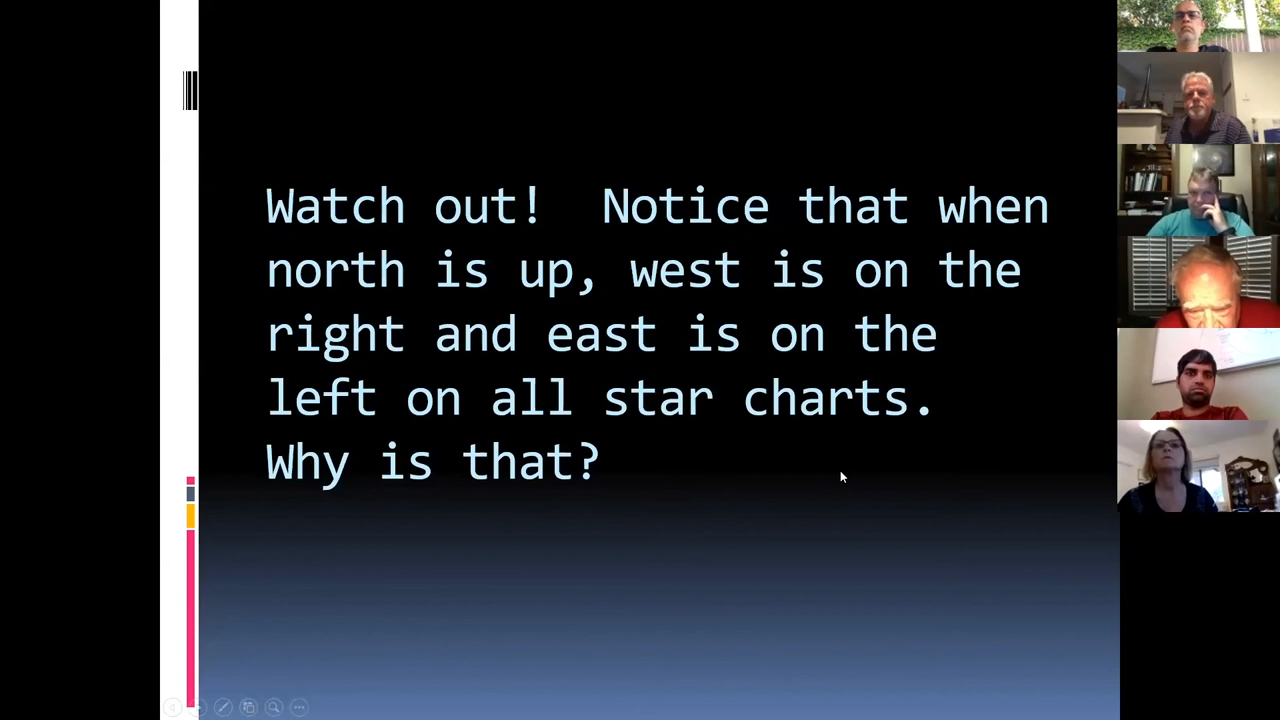 Watch out!  Notice that when
north is up, west is on the
right and east is on the
left on all star charts.
Why is that?